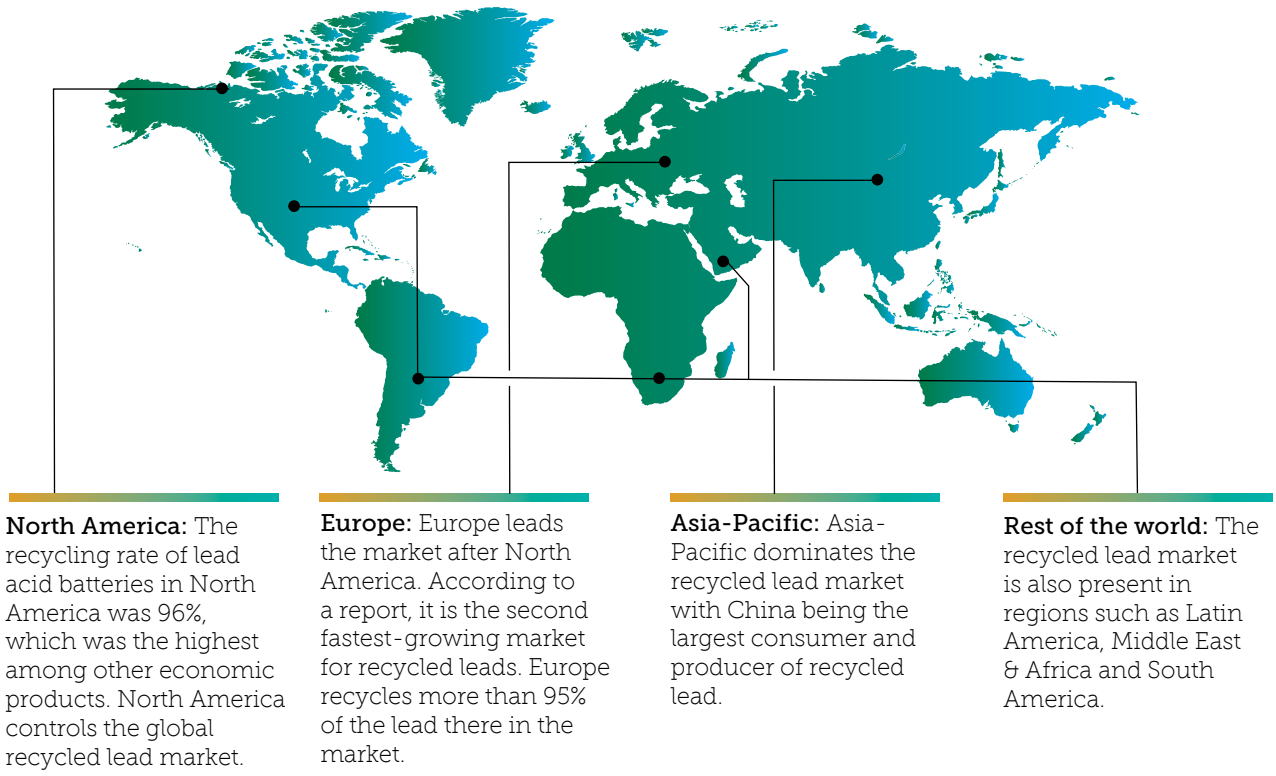 North America: The
recycling rate of lead
acid batteries in North
America was 96%,
which was the highest
among other economic
products. North America
controls the global
recycled lead market.
Europe: Europe leads
the market after North
America. According to
a report, it is the second
fastest-growing market
for recycled leads. Europe
recycles more than 95%
of the lead there in the
market.
Asia-Pacific: Asia-
Pacific dominates the
recycled lead market
with China being the
largest consumer and
producer of recycled
lead.
Rest of the world: The
recycled lead market
is also present in
regions such as Latin
America, Middle East
& Africa and South
America.